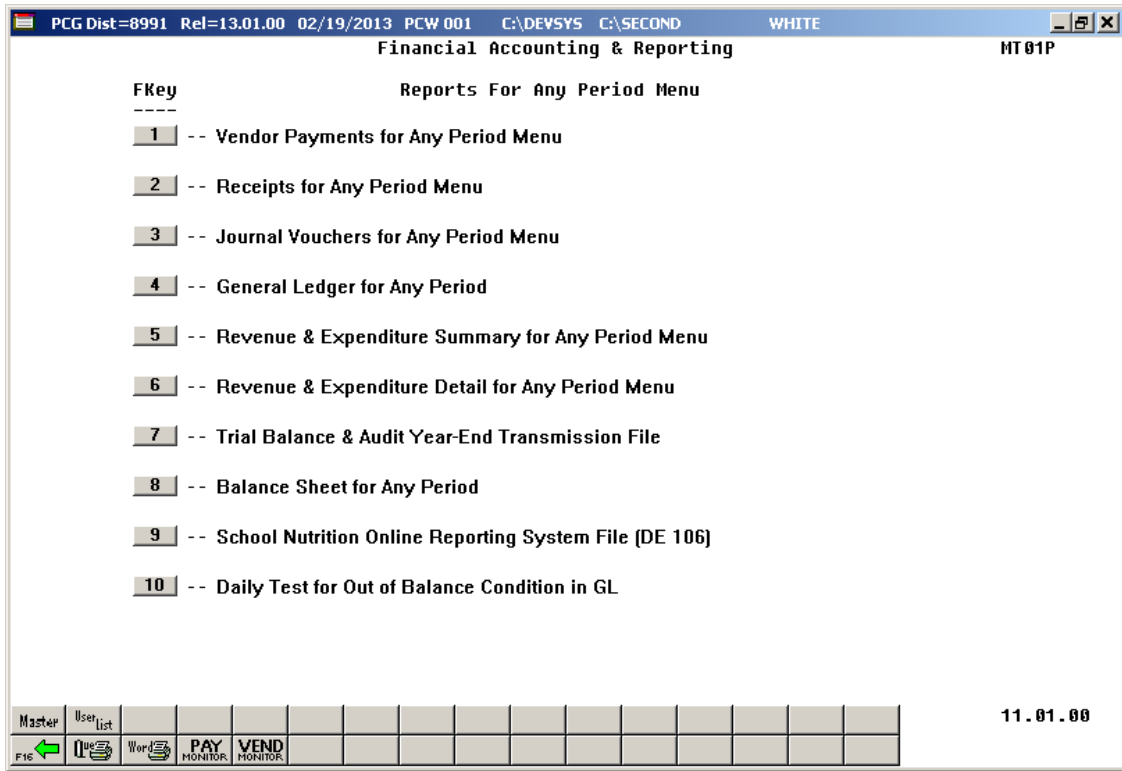 PCG Dist=8991 Rel=13.01.00 02/19/2013 PCW 001 C:\DEVSYS C:\SECOND WHITE
Financial Accounting & Reporting MT01P
FKey Reports For Any Period Menu
----
1 -- Vendor Payments for Any Period Menu
2 -- Receipts for Any Period Menu
3 -- Journal Vouchers for Any Period Menu
4 -- General Ledger for Any Period
5 -- Revenue & Expenditure Summary for Any Period Menu
6 -- Revenue & Expenditure Detail for Any Period Menu
7 -- Trial Balance & Audit Year-End Transmission File
8 -- Balance Sheet for Any Period
9 -- School Nutrition Online Reporting System File (DE 106)
10 -- Daily Test for Out of Balance Condition in GL
Master User List 11.01.00
F16 Que Word PAY MONITOR VEND MONITOR